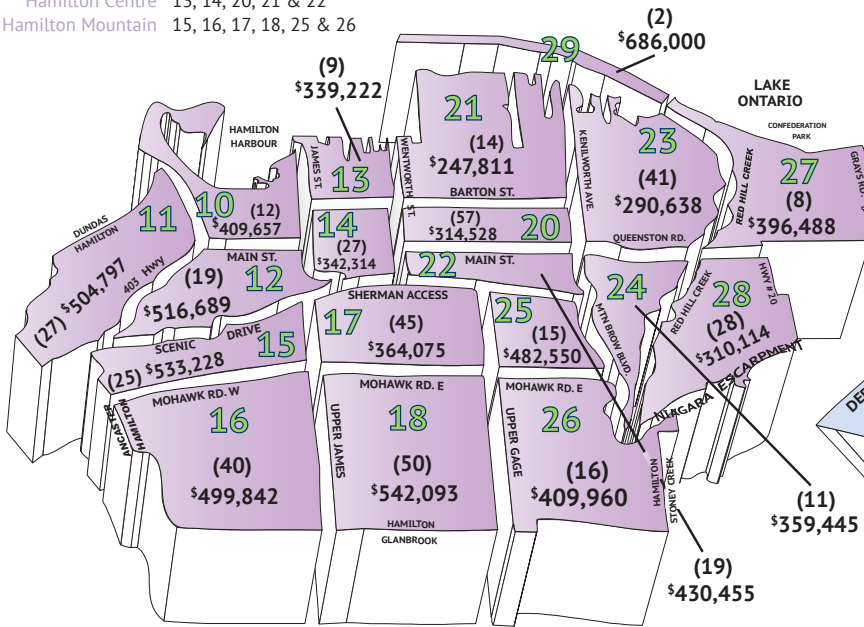 Hamilton Centre 13, 14, 20, 21 & 22
Hamilton Mountain 15, 16, 17, 18, 25 & 26
(2)
$686,000
29
(9)
$339,222
LAKE
ONTARIO
CONFEDERATION
PARK
HAMILTON
HARBOUR
21
(14)
$247,811
BARTON ST.
JAMES ST.
13
WENTWORTH ST.
KENILWORTH AVE.
23
(41)
$290,638
QUEENSTON RD.
RED HILL CREEK
27
(8)
$396,488
DUNDAS
HAMILTON
11
(27) $504,797
403 Hwy
10
(12)
$409,657
14
(27)
$342,314
(57)
$314,528
20
22
MAIN ST.
MAIN ST.
(19)
12
$516,689
SHERMAN ACCESS
17
(45)
$364,075
25
(15)
$482,550
24
MTN BROW BLVD.
RED HILL CREEK
HWY # 20
28
(28)
$310,114
NIAGARA ESCARPMENT
SCENIC DRIVE
15
(25) $533,228
ANCASTER
HAMILTON
MOHAWK RD. W
16
(40)
$499,842
UPPER JAMES
MOHAWK RD. E
18
(50)
$542,093
HAMILTON
GLANBROOK
UPPER GAGE
MOHAWK RD. E
26
(16)
$409,960
HAMILTON
STONEY CREEK
(11)
$359,445
(19)
$430,455